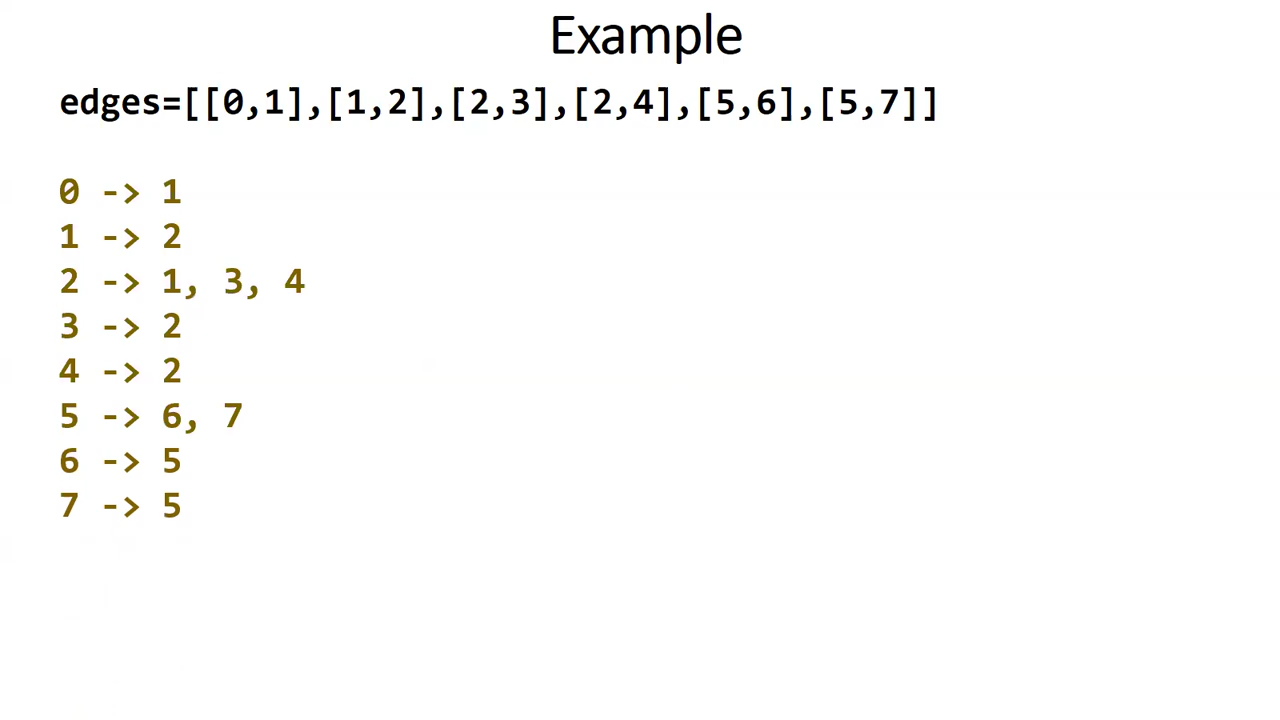 Example
edges=[[0,1],[1,2],[2,3],[2,4],[5,6],[5,7]]
0 -> 1
1 -> 2
2 -> 1, 3, 4
3 -> 2
4 -> 2
5 -> 6, 7
6 -> 5
7 -> 5